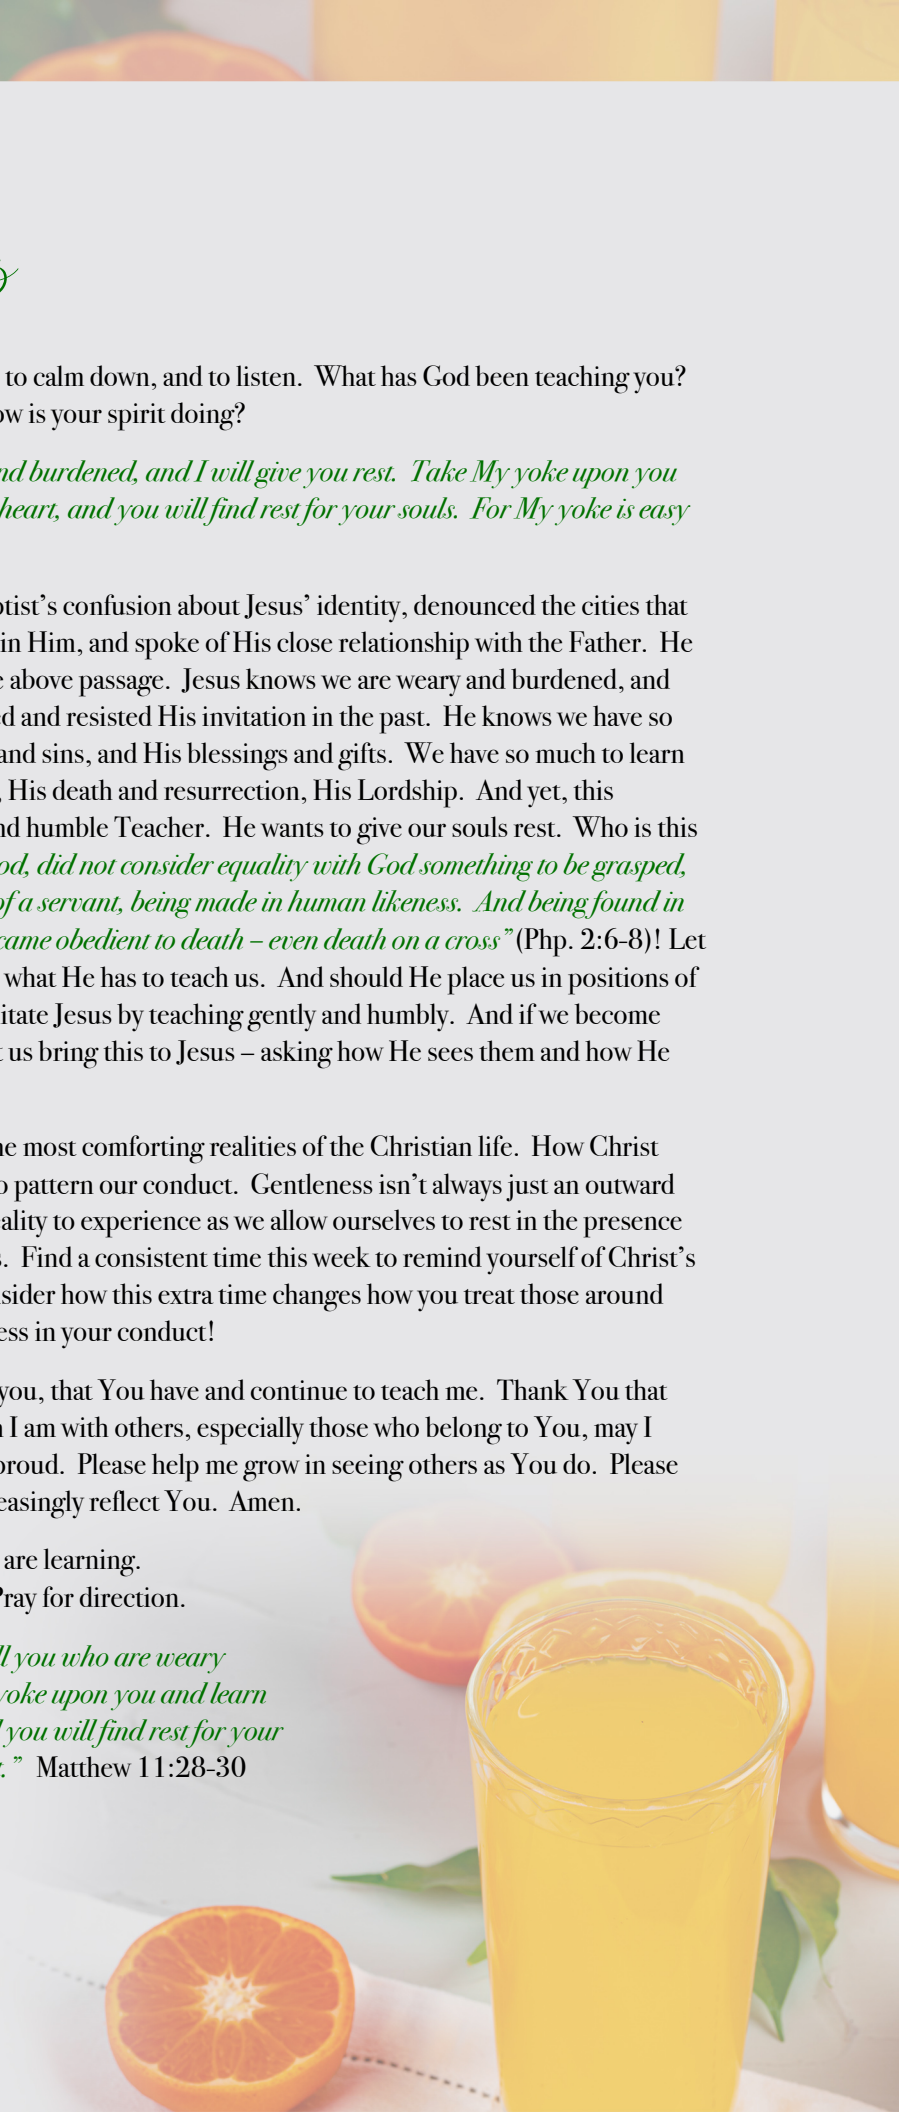 to calm down, and to listen. What has God been teaching you?
is your spirit doing?
burdened, and I will give you rest. Take My yoke upon you
heart, and you will find rest for your souls. For My yoke is easy
confusion about Jesus’ identity, denounced the cities that
in Him, and spoke of His close relationship with the Father. He
above passage. Jesus knows we are weary and burdened, and
and resisted His invitation in the past. He knows we have so
and sins, and His blessings and gifts. We have so much to learn
, His death and resurrection, His Lordship. And yet, this
humble Teacher. He wants to give our souls rest. Who is this
did not consider equality with God something to be grasped,
of a servant, being made in human likeness. And being found in
obedient to death – even death on a cross” (Php. 2:6-8)! Let
what He has to teach us. And should He place us in positions of
Jesus by teaching gently and humbly. And if we become
us bring this to Jesus – asking how He sees them and how He
most comforting realities of the Christian life. How Christ
pattern our conduct. Gentleness isn’t always just an outward
to experience as we allow ourselves to rest in the presence
Find a consistent time this week to remind yourself of Christ’s
how this extra time changes how you treat those around
in your conduct!
you, that You have and continue to teach me. Thank You that
I am with others, especially those who belong to You, may I
proud. Please help me grow in seeing others as You do. Please
reflect You. Amen.
are learning.
Pray for direction.
you who are weary
yoke upon you and learn
you will find rest for your
.” Matthew 11:28-30